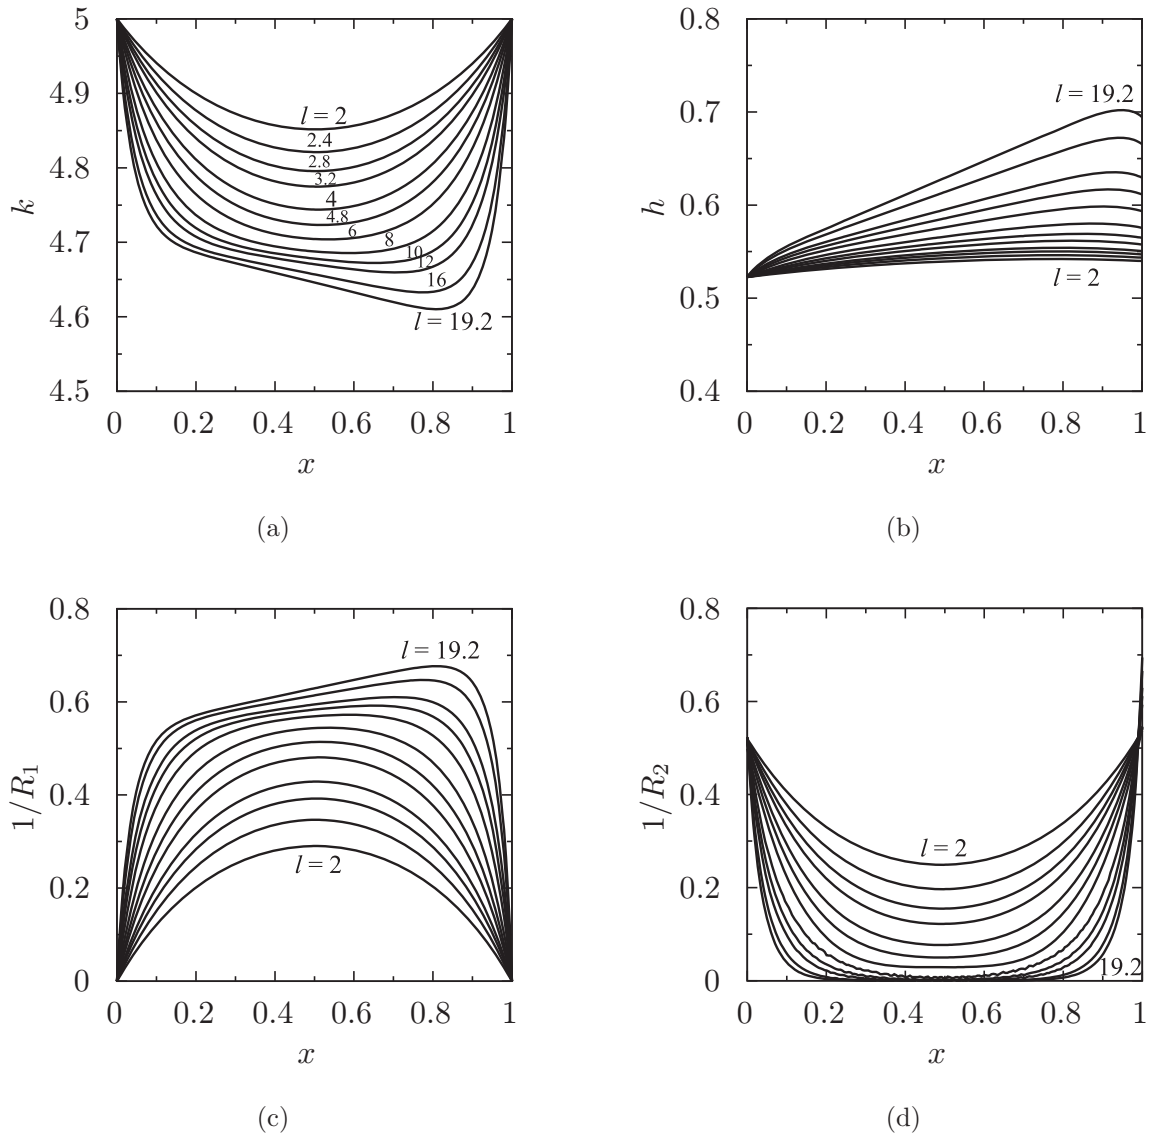 5
4.9
4.8
4.7
4.6
4.5
k
l = 2
2.4
2.8
3.2
4
4.8
6
8
10
12
16
l = 19.2
0 0.2 0.4 0.6 0.8 1
x
(a)
0.8
0.7
0.6
0.5
0.4
h
l = 19.2
l = 2
0 0.2 0.4 0.6 0.8 1
x
(b)
0.8
0.6
0.4
0.2
0
1/R₁
l = 19.2
l = 2
0 0.2 0.4 0.6 0.8 1
x
(c)
0.8
0.6
0.4
0.2
0
1/R₂
l = 2
19.2
0 0.2 0.4 0.6 0.8 1
x
(d)